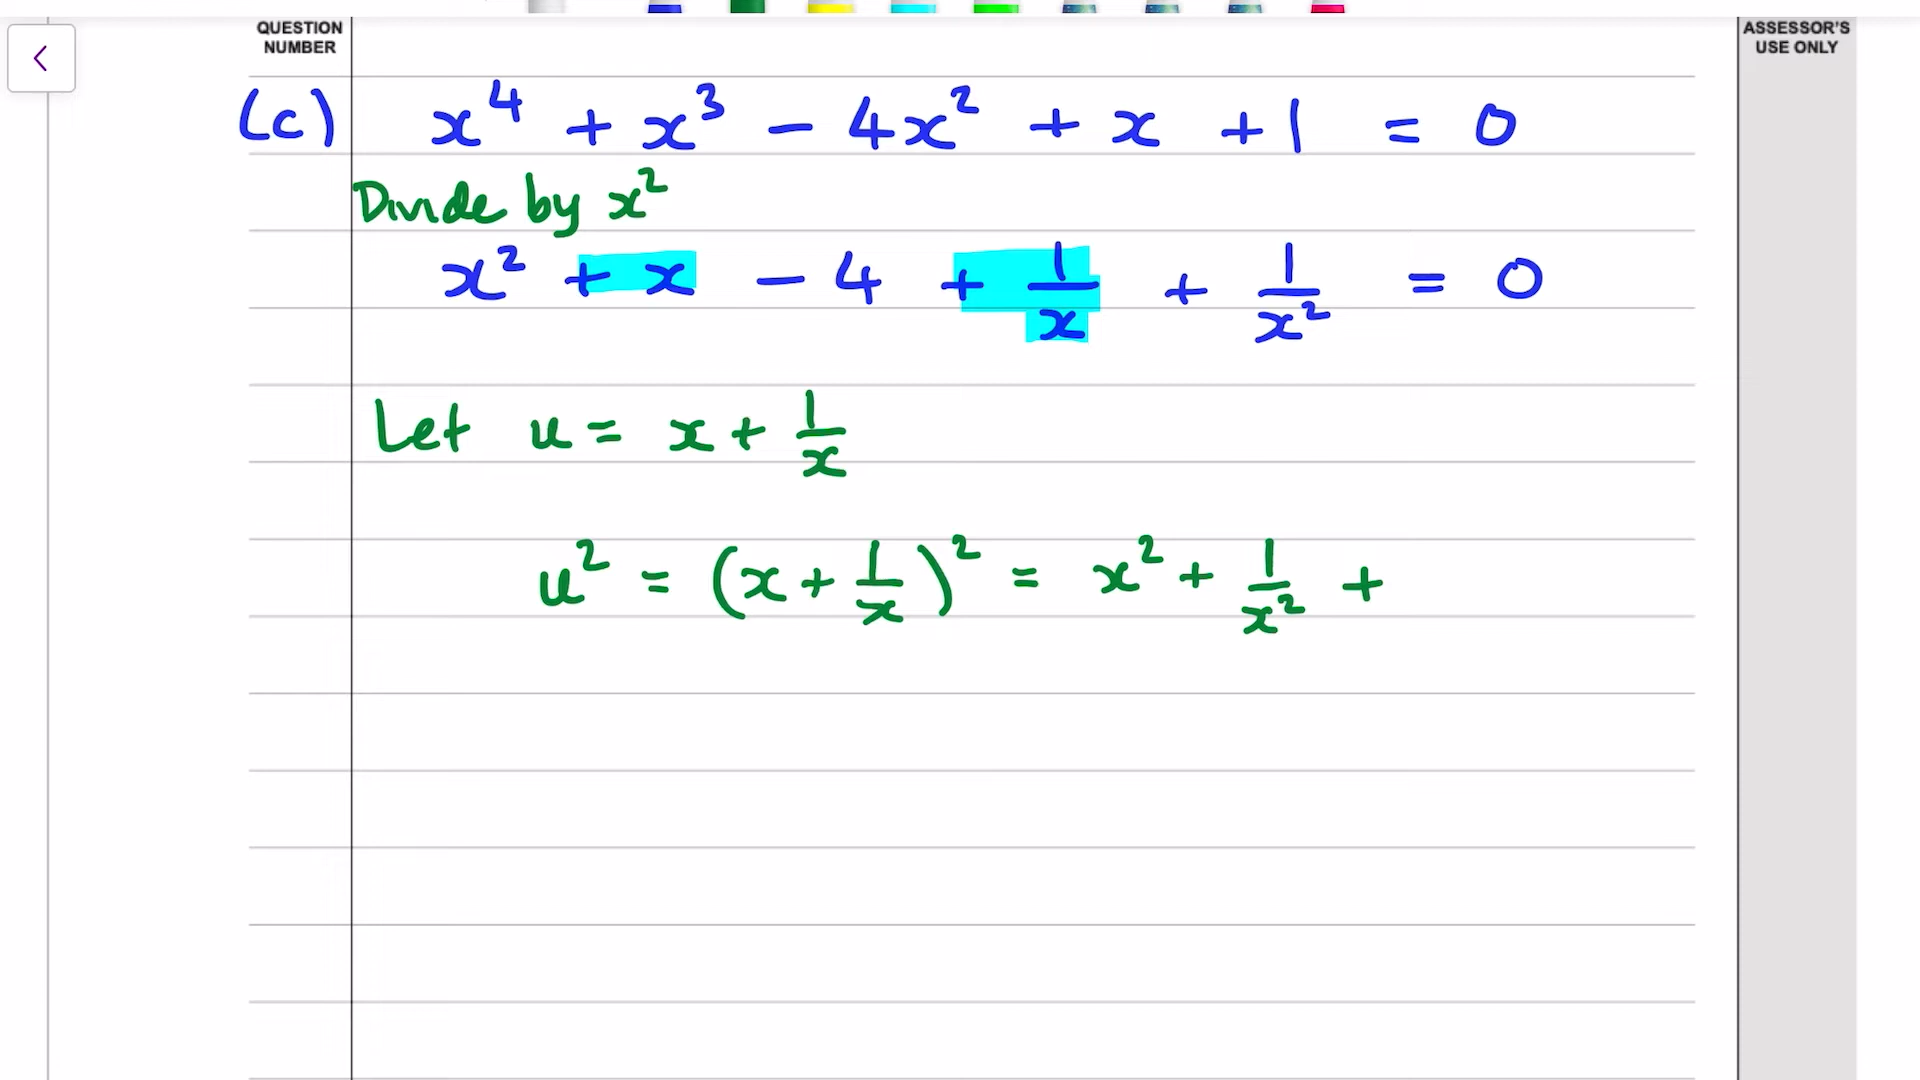 QUESTION NUMBER
ASSESSOR'S USE ONLY
(c) x⁴ + x³ - 4x² + x + 1 = 0
Divide by x²
x² + x - 4 + 1/x + 1/x² = 0
Let u = x + 1/x
u² = (x + 1/x)² = x² + 1/x² +